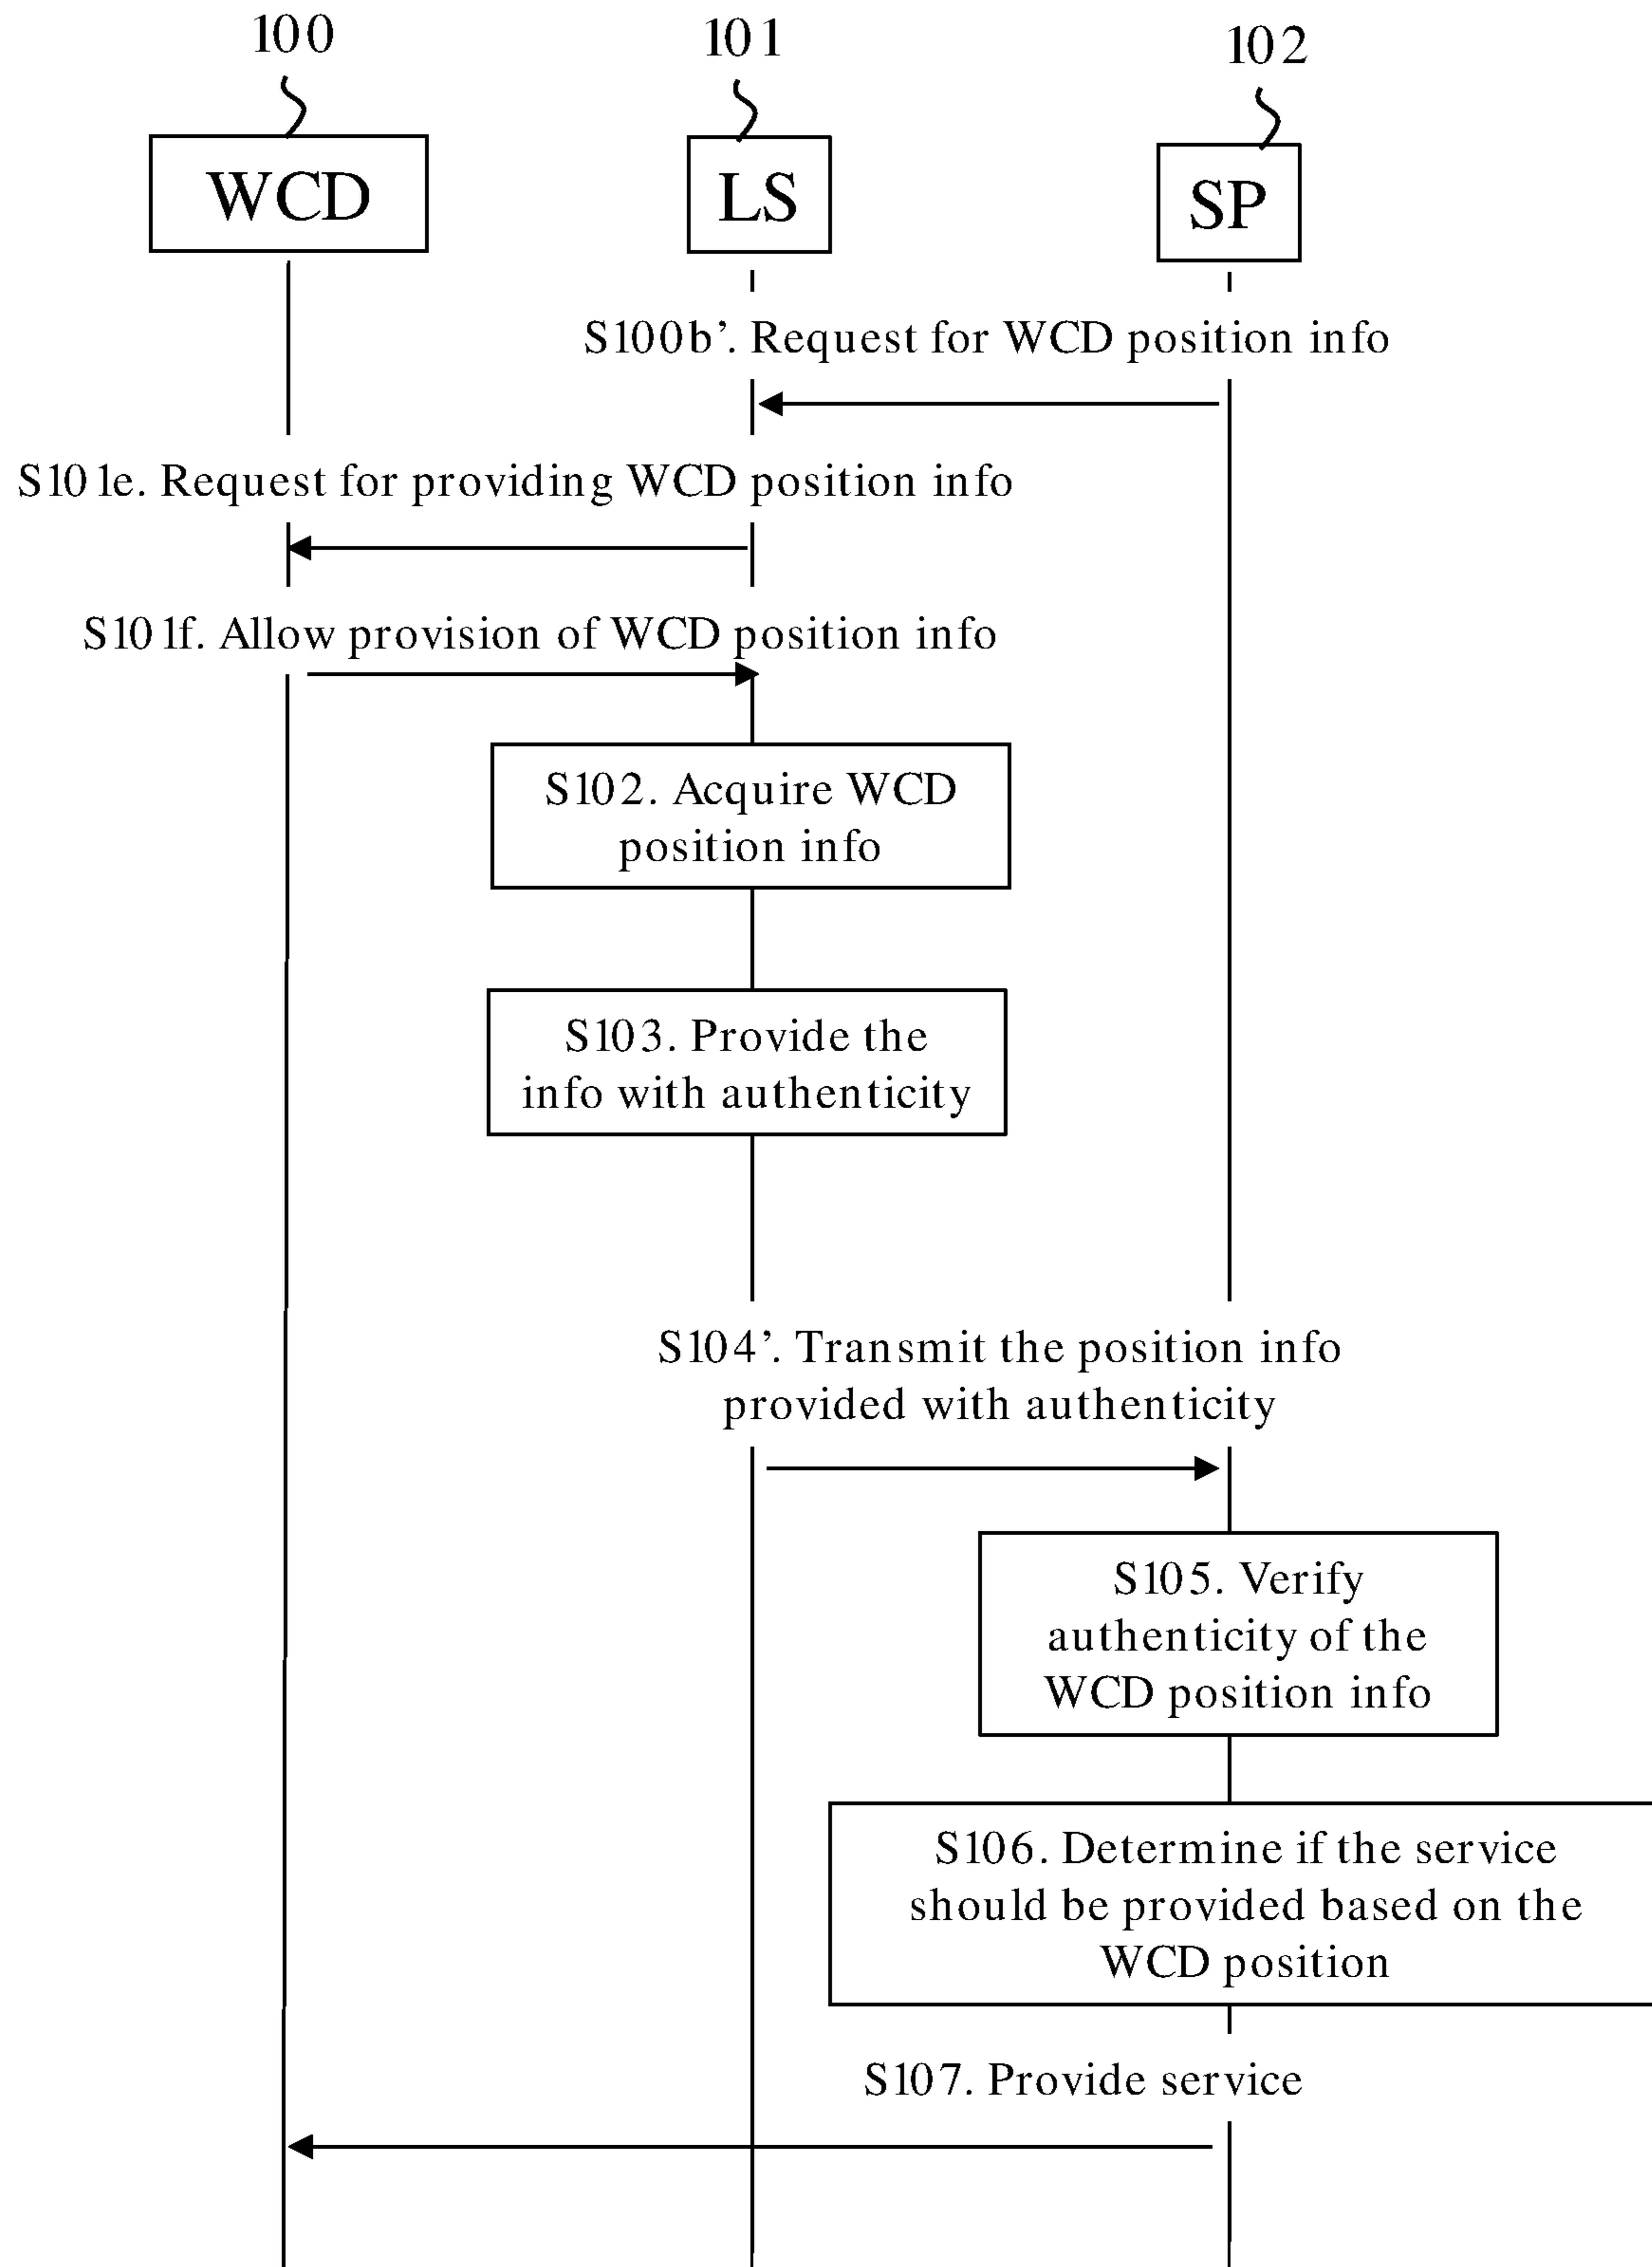 100
101
102
WCD
LS
SP
S100b’. Request for WCD position info
S101e. Request for providing WCD position info
S101f. Allow provision of WCD position info
S102. Acquire WCD
position info
S103. Provide the
info with authenticity
S104’. Transmit the position info
provided with authenticity
S105. Verify
authenticity of the
WCD position info
S106. Determine if the service
should be provided based on the
WCD position
S107. Provide service